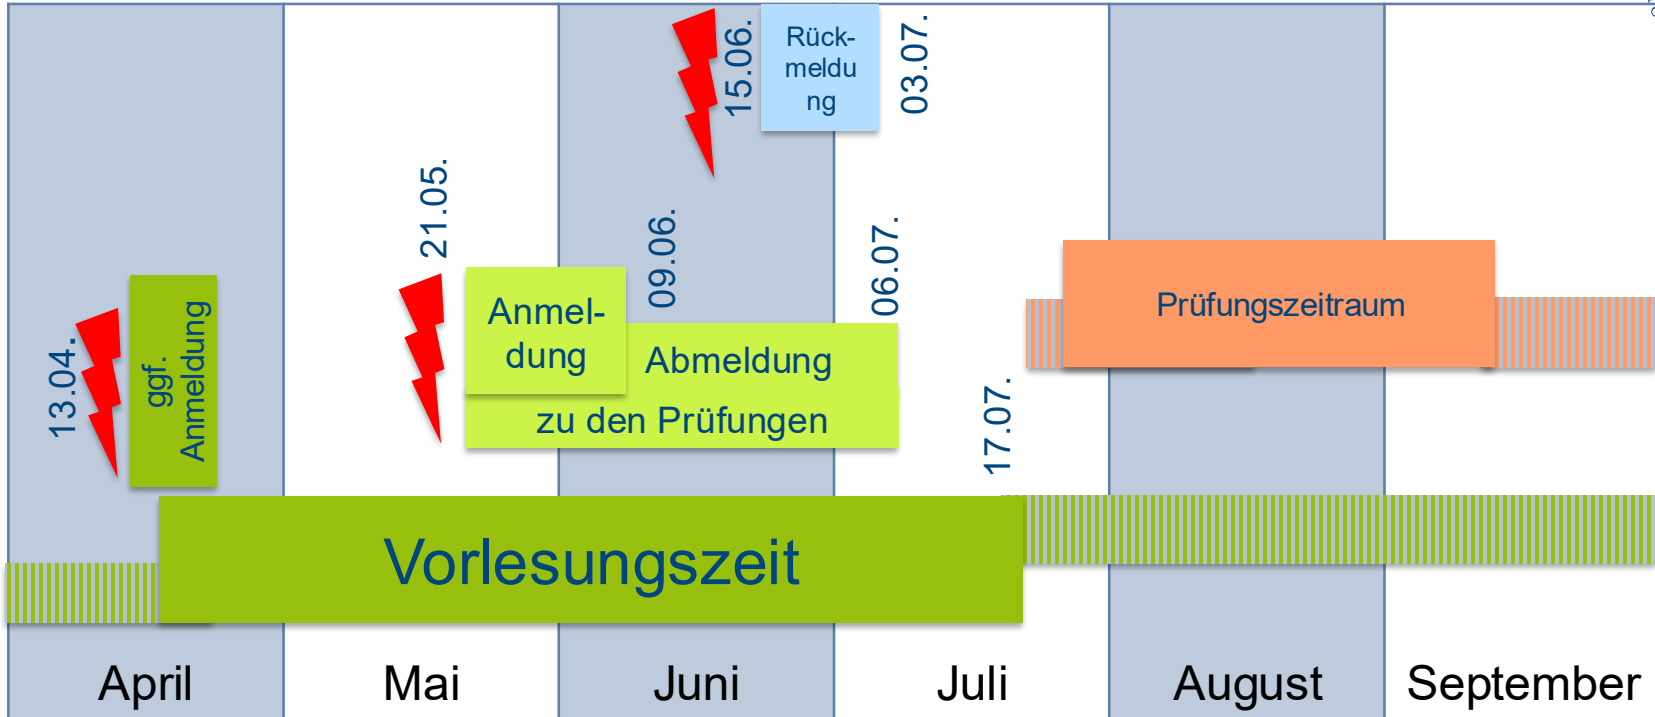 15.06.
Rück-
meldu
ng
03.07.
21.05.
09.06.
06.07.
13.04.
ggf.
Anmeldung
Anmel-
dung
Abmeldung
zu den Prüfungen
Prüfungszeitraum
17.07.
Vorlesungszeit
April
Mai
Juni
Juli
August
September